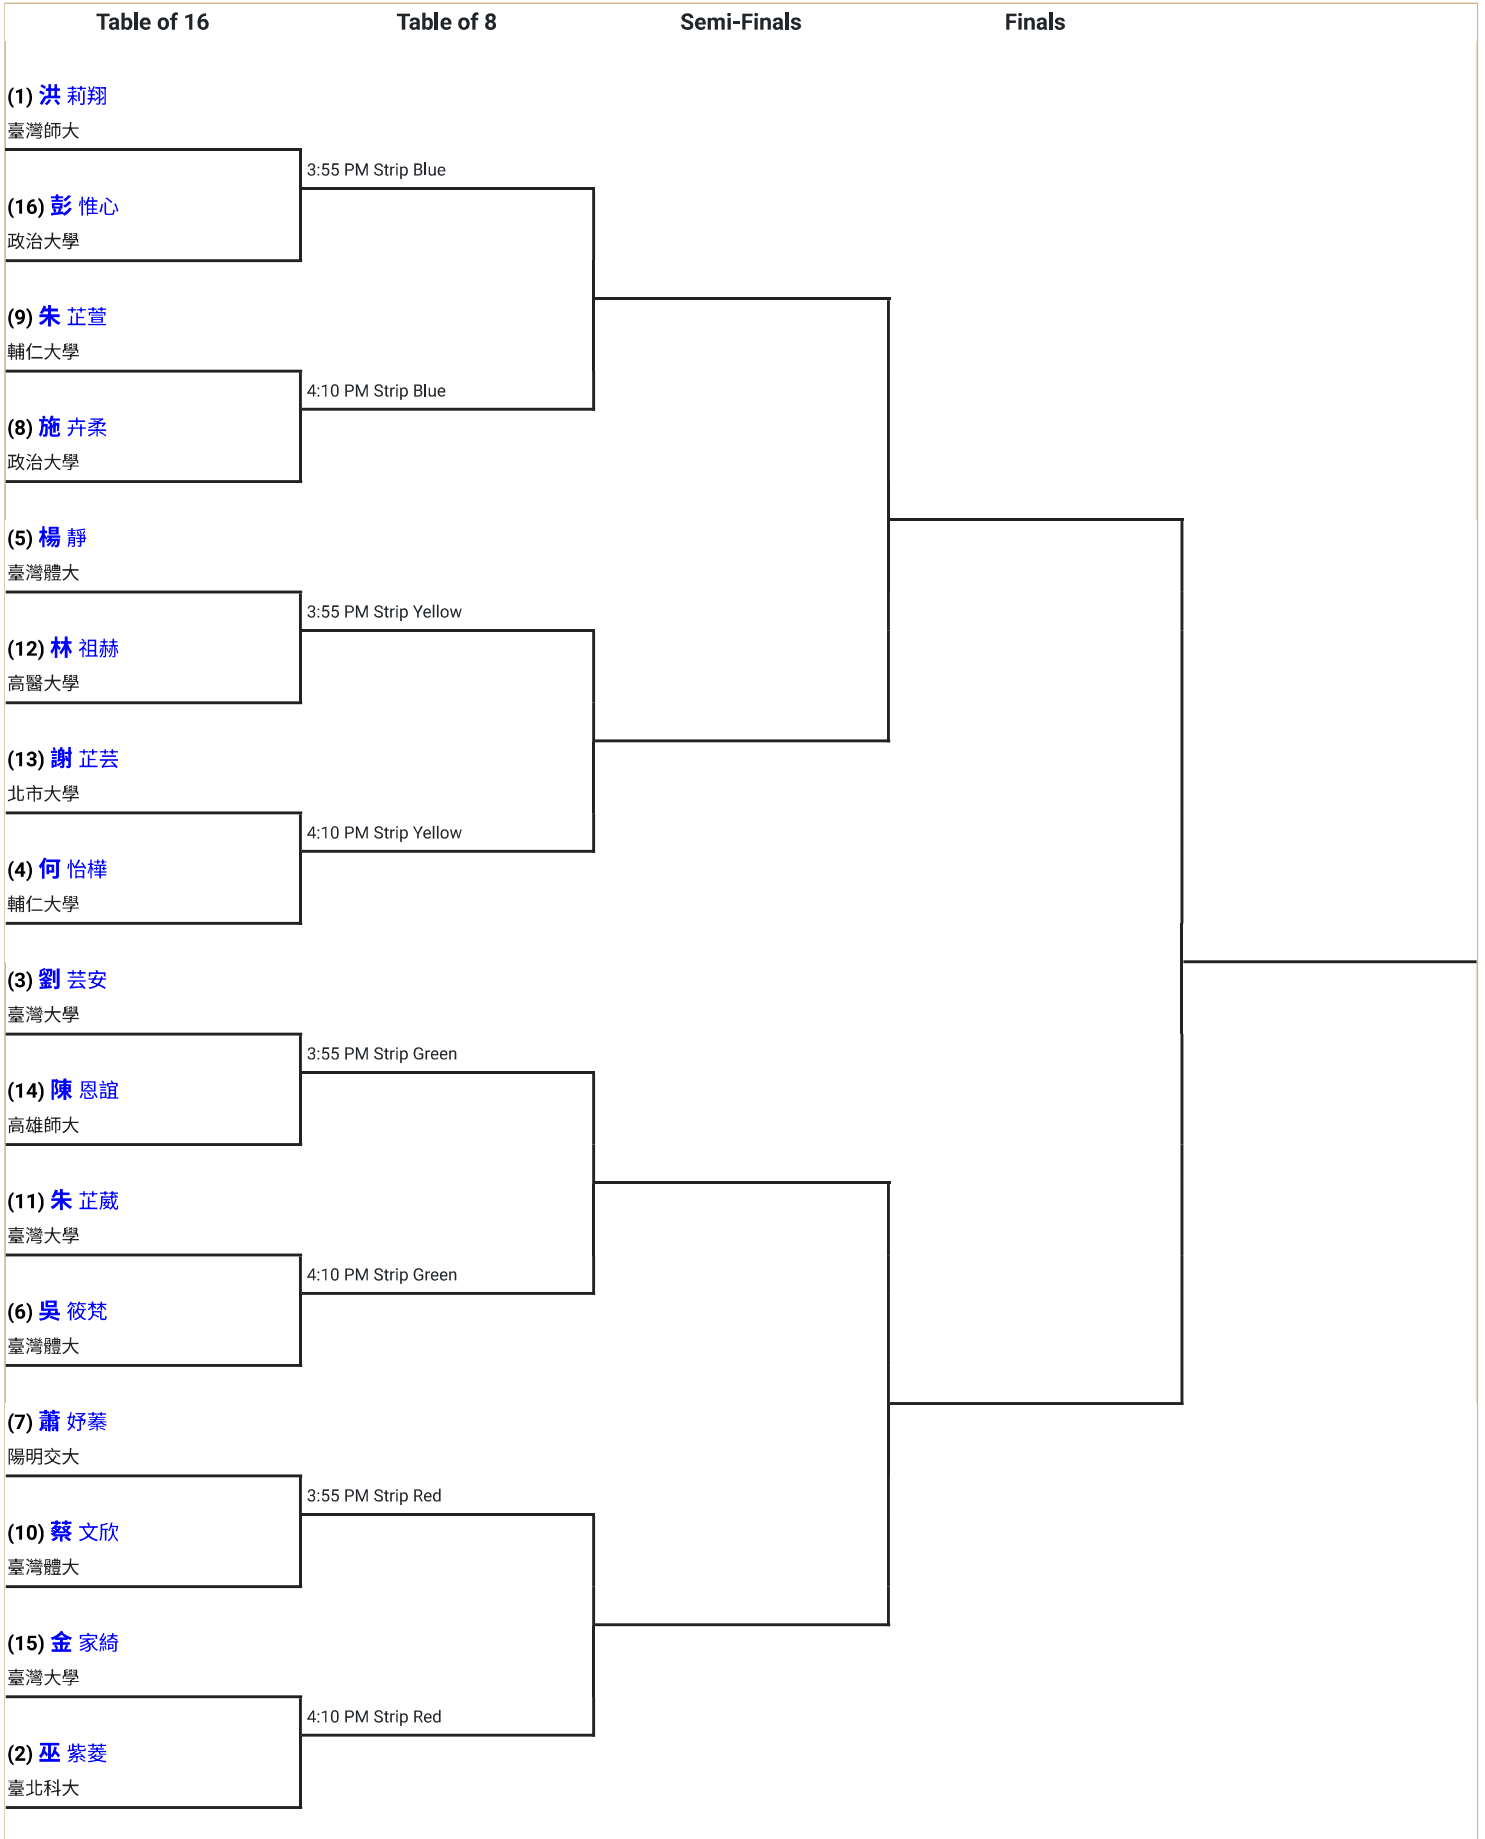 Table of 16 Table of 8 Semi-Finals Finals
(1) 洪 莉翔
臺灣師大
3:55 PM Strip Blue
(16) 彭 惟心
政治大學
(9) 朱 芷萱
輔仁大學
4:10 PM Strip Blue
(8) 施 卉柔
政治大學
(5) 楊 靜
臺灣體大
3:55 PM Strip Yellow
(12) 林 祖赫
高醫大學
(13) 謝 芷芸
北市大學
4:10 PM Strip Yellow
(4) 何 怡樺
輔仁大學
(3) 劉 芸安
臺灣大學
3:55 PM Strip Green
(14) 陳 恩誼
高雄師大
(11) 朱 芷葳
臺灣大學
4:10 PM Strip Green
(6) 吳 筱梵
臺灣體大
(7) 蕭 妤蓁
陽明交大
3:55 PM Strip Red
(10) 蔡 文欣
臺灣體大
(15) 金 家綺
臺灣大學
4:10 PM Strip Red
(2) 巫 紫菱
臺北科大